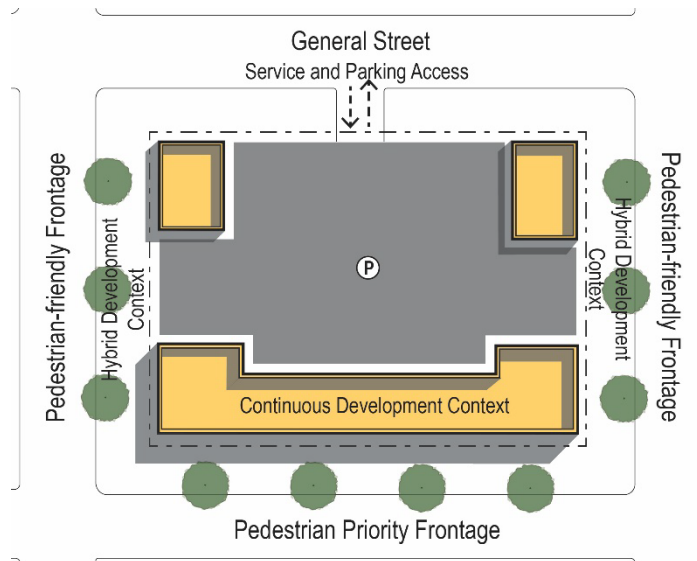 General Street
Service and Parking Access
Pedestrian-friendly Frontage
Hybrid Development
Context
P
Hybrid Development
Context
Pedestrian-friendly Frontage
Continuous Development Context
Pedestrian Priority Frontage